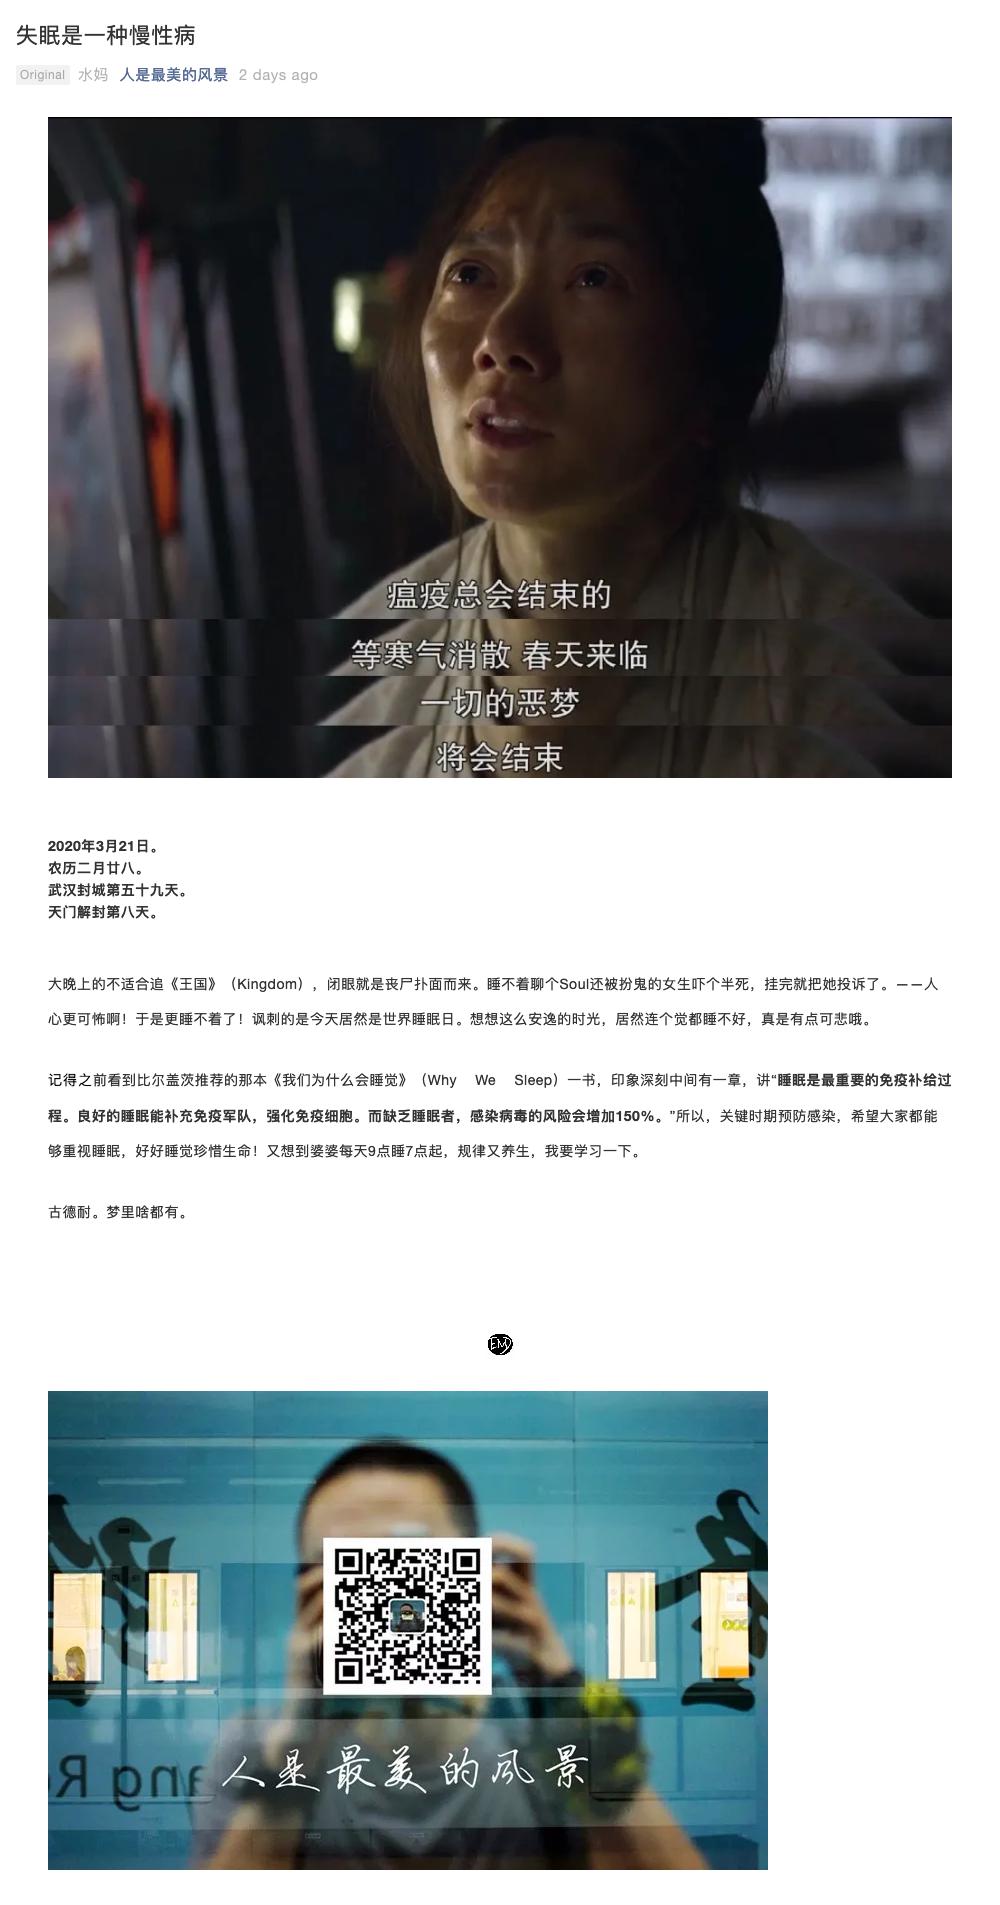 失眠是一种慢性病
Original 水妈 人是最美的风景 2 days ago
瘟疫总会结束的
等寒气消散 春天来临
一切的恶梦
将会结束
2020年3月21日。
农历二月廿八。
武汉封城第五十九天。
天门解封第八天。
大晚上的不适合追《王国》（Kingdom），闭眼就是丧尸扑面而来。睡不着聊个Soul还被扮鬼的女生吓个半死，挂完就把她投诉了。——人
心更可怖啊！于是更睡不着了！讽刺的是今天居然是世界睡眠日。想想这么安逸的时光，居然连个觉都睡不好，真是有点可悲哦。
记得之前看到比尔盖茨推荐的那本《我们为什么会睡觉》（Why We Sleep）一书，印象深刻中间有一章，讲“睡眠是最重要的免疫补给过
程。良好的睡眠能补充免疫军队，强化免疫细胞。而缺乏睡眠者，感染病毒的风险会增加150%。”所以，关键时期预防感染，希望大家都能
够重视睡眠，好好睡觉珍惜生命！又想到婆婆每天9点睡7点起，规律又养生，我要学习一下。
古德耐。梦里啥都有。
人是最美的风景